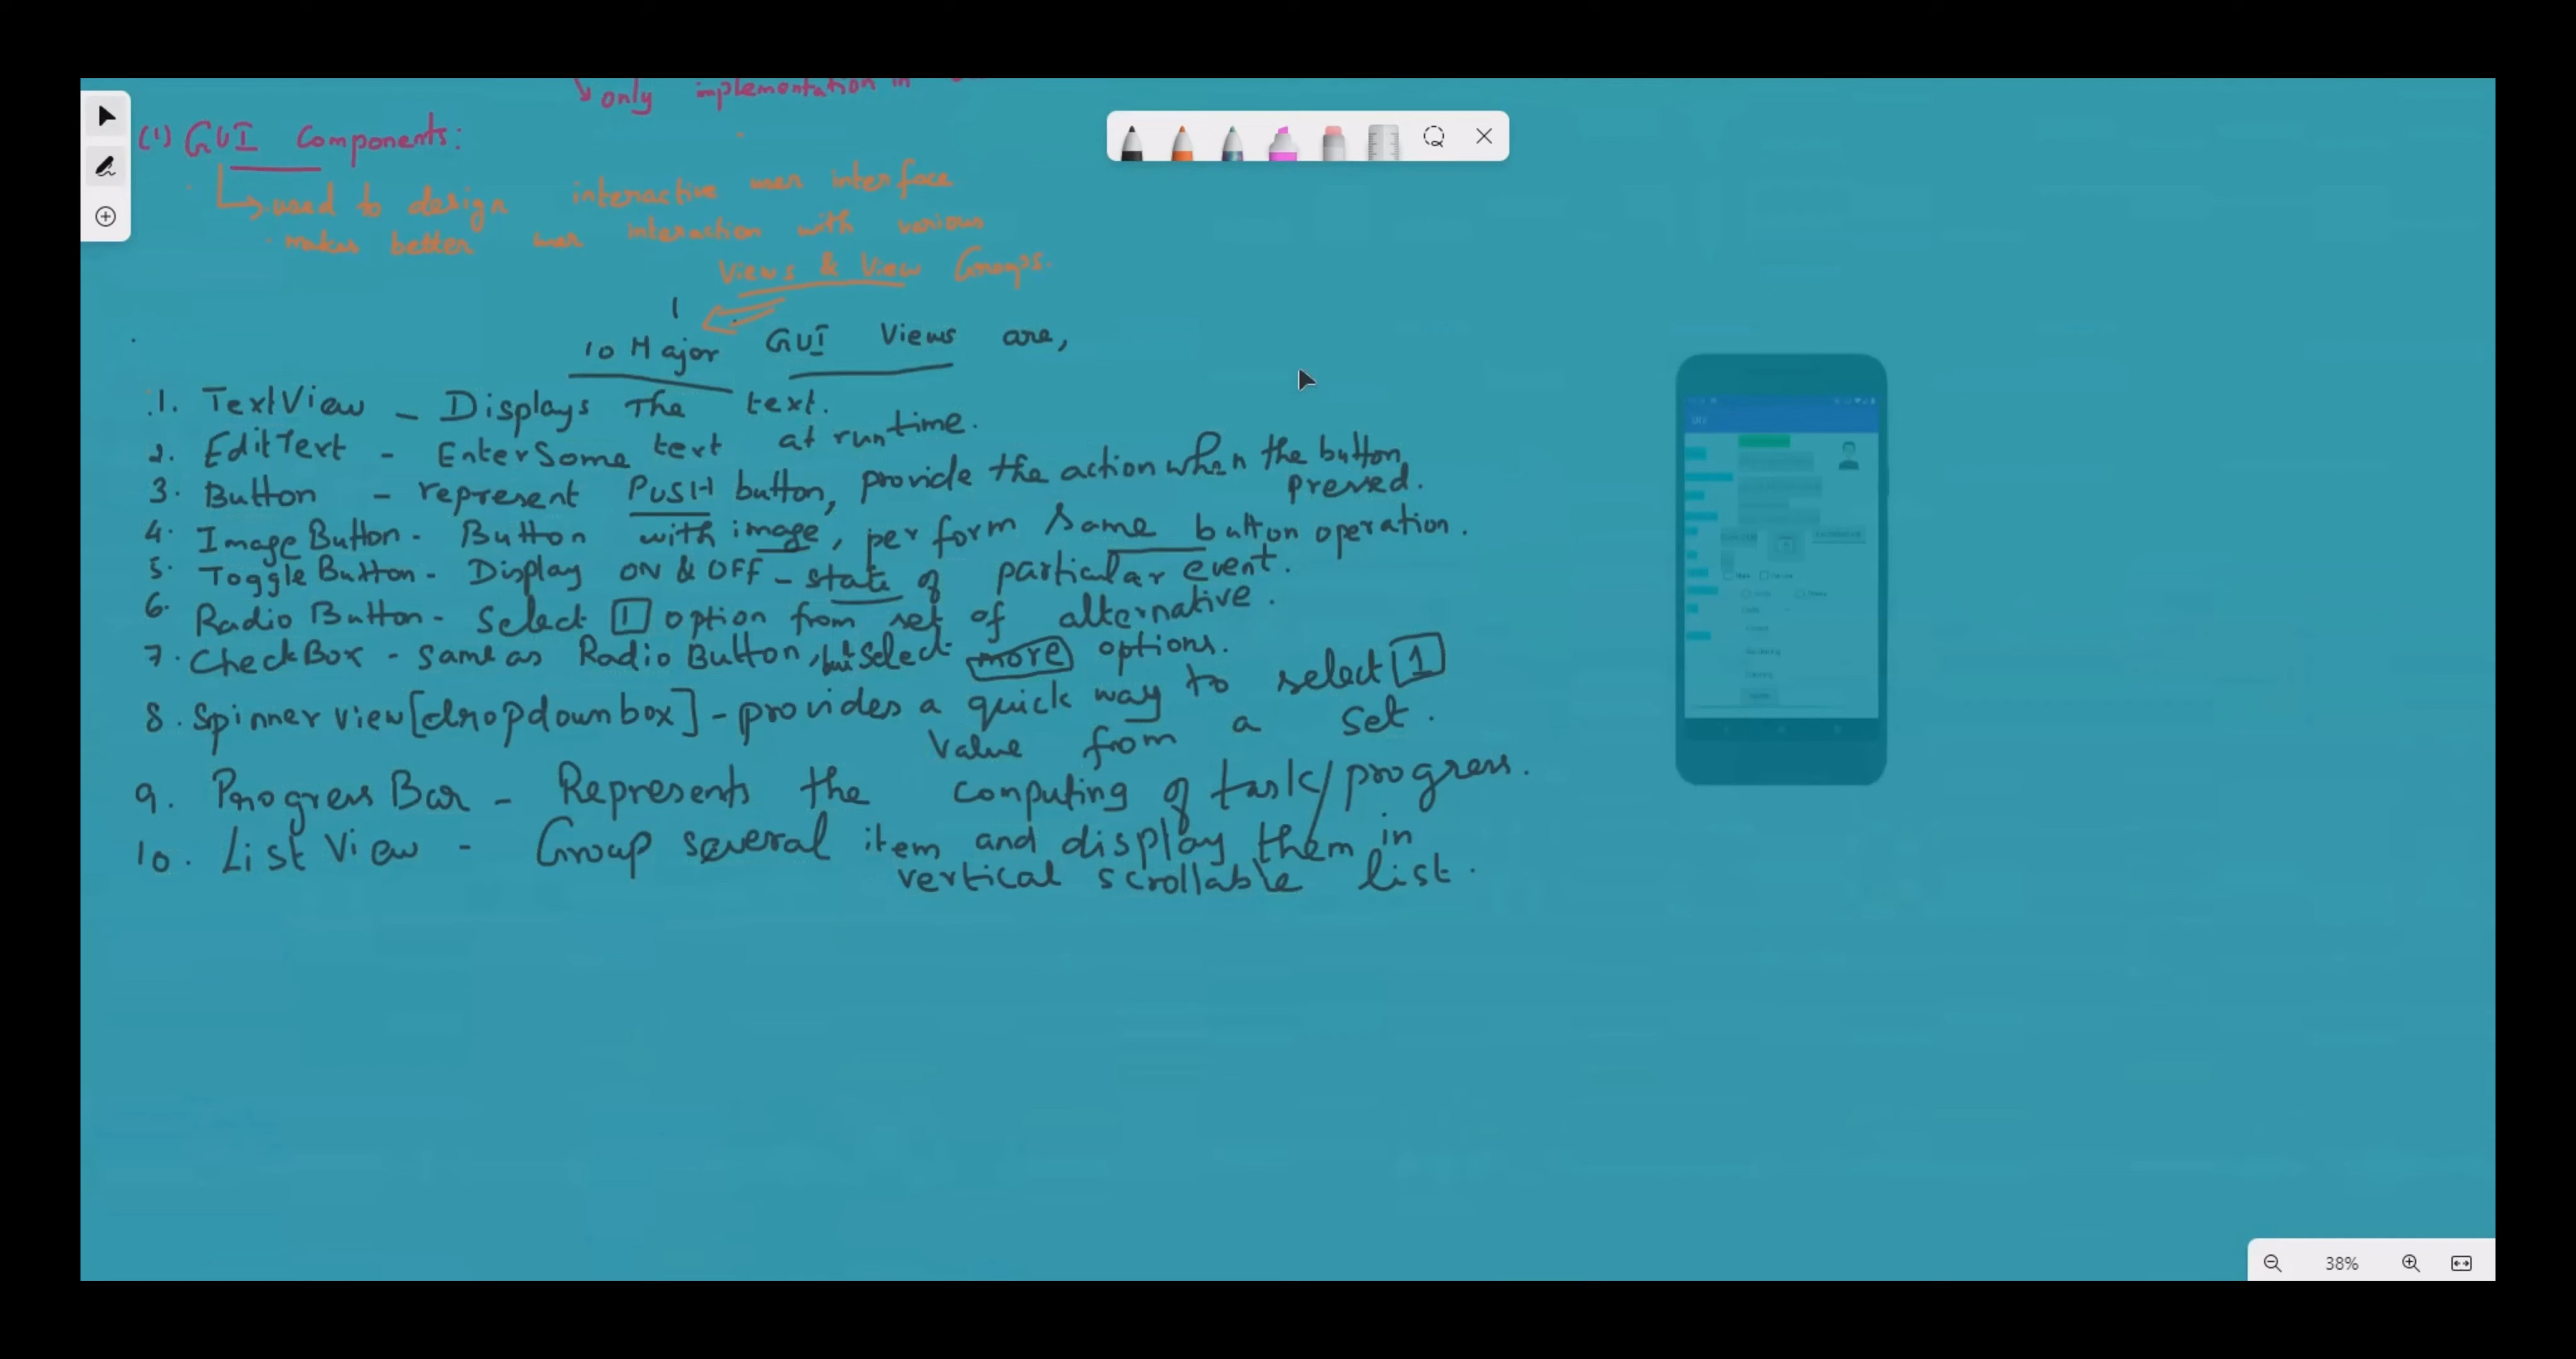 ↳ only implementation in
(1) GUI Components:
↳ . used to design interactive user interface
. makes better user interaction with various
Views & View Groups.
10 Major GUI Views are,
1. TextView - Displays The text.
2. EditText - Enter Some text at runtime.
3. Button - represent PUSH button, provide the action when the button
pressed.
4. Image Button - Button with image, perform same button operation.
5. Toggle Button - Display ON & OFF - state of particular event.
6. Radio Button - Select 1 option from set of alternative.
7. CheckBox - same as Radio Button, but select more options.
8. Spinner view [dropdown box] - provides a quick way to select 1
value from a set.
9. Progress Bar - Represents the computing of task/progress.
10. List View - Group several item and display them in
vertical scrollable list.
38%